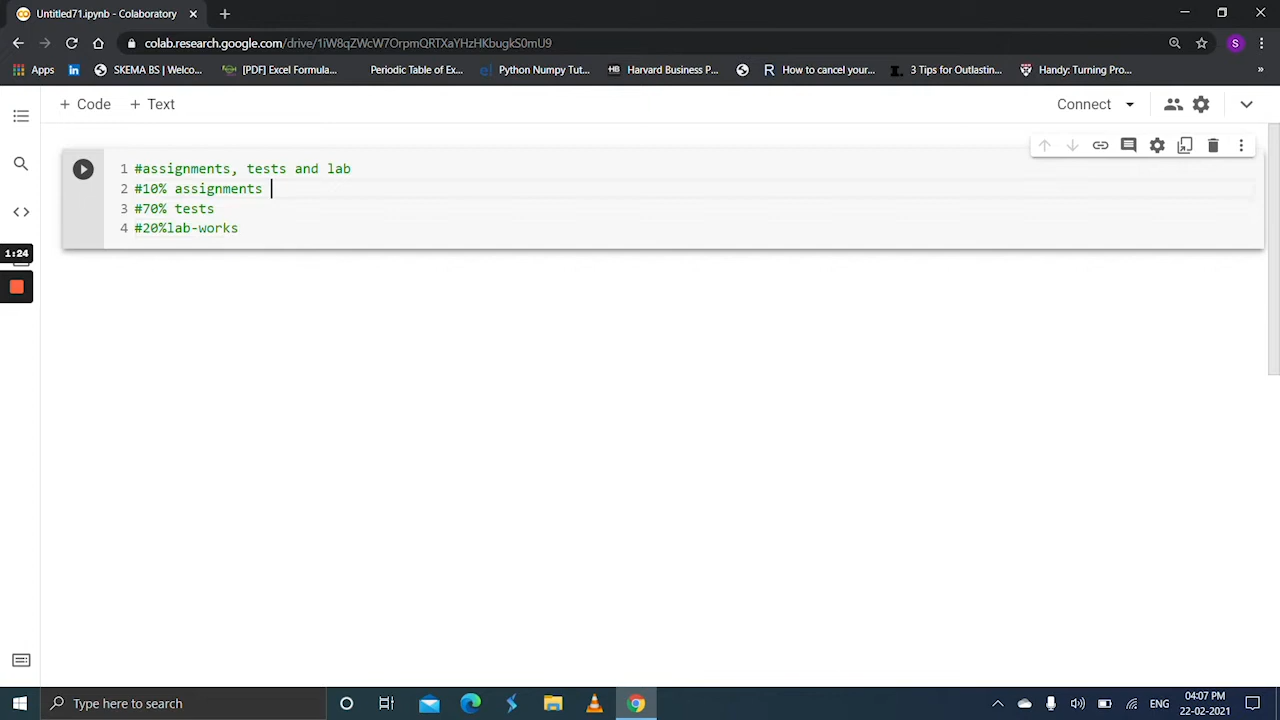 Untitled71.ipynb - Colaboratory
colab.research.google.com/drive/1iW8qZWcW7OrpmQRTXaYHzHKbugkS0mU9
S
Apps
SKEMA BS | Welco...
[PDF] Excel Formula...
Periodic Table of Ex...
Python Numpy Tut...
HB Harvard Business P...
R How to cancel your...
3 Tips for Outlastin...
Handy: Turning Pro...
+ Code + Text
Connect
1 #assignments, tests and lab
2 #10% assignments
3 #70% tests
4 #20%lab-works
1:24
Type here to search
ENG
04:07 PM
22-02-2021